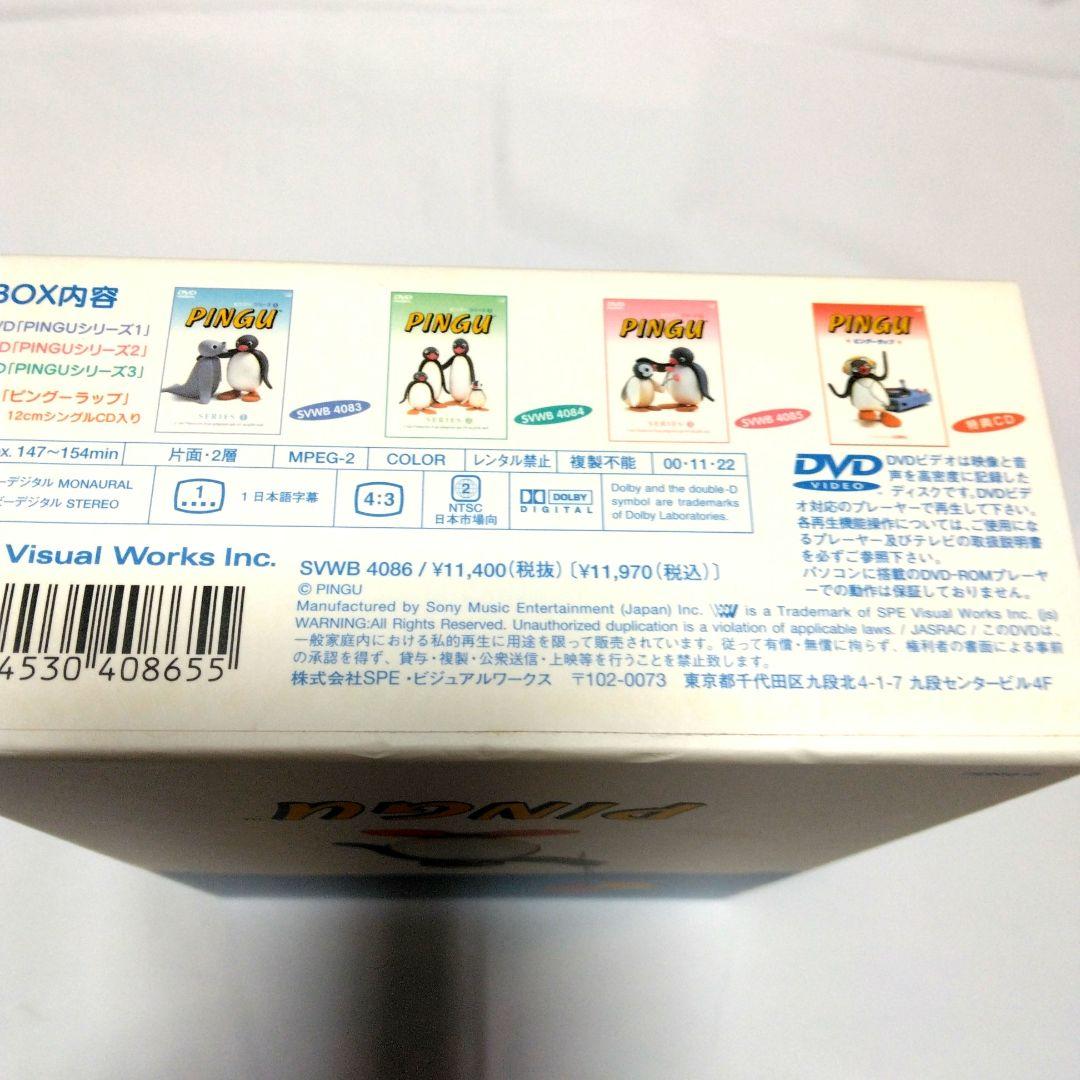 BOX内容
VD「PINGUシリーズ1」
D「PINGUシリーズ2」
D「PINGUシリーズ3」
「ピングーラップ」
12cmシングルCD入り
PINGU
SERIES 1
SVWB 4083
PINGU
SERIES 2
SVWB 4084
PINGU
SERIES 3
SVWB 4085
PINGU
ピングーラップ
特典CD
x. 147〜154min
片面・2層
MPEG-2
COLOR
レンタル禁止
複製不能
00・11・22
ーデジタル MONAURAL
ビーデジタル STEREO
1....
1 日本語字幕
4:3
2
NTSC
日本市場向
DOLBY
DIGITAL
Dolby and the double-D
symbol are trademarks
of Dolby Laboratories.
DVD
VIDEO
DVDビデオは映像と音
声を高密度に記録した
ディスクです。DVDビデ
オ対応のプレーヤーで再生して下さい。
各再生機能操作については、ご使用にな
るプレーヤー及びテレビの取扱説明書
を必ずご参照下さい。
パソコンに搭載のDVD-ROMプレーヤ
ーでの動作は保証しておりません。
Visual Works Inc.
SVWB 4086 / ¥11,400(税抜)〔¥11,970(税込)〕
© PINGU
Manufactured by Sony Music Entertainment (Japan) Inc. VW is a Trademark of SPE Visual Works Inc. (js)
WARNING:All Rights Reserved. Unauthorized duplication is a violation of applicable laws. / JASRAC / このDVDは、
一般家庭内における私的再生に用途を限って販売されています。従って有償・無償に拘らず、権利者の書面による事前
の承認を得ず、貸与・複製・公衆送信・上映等を行うことを禁止致します。
株式会社SPE・ビジュアルワークス 〒102-0073 東京都千代田区九段北4-1-7 九段センタービル4F
4530 408655
PINGU